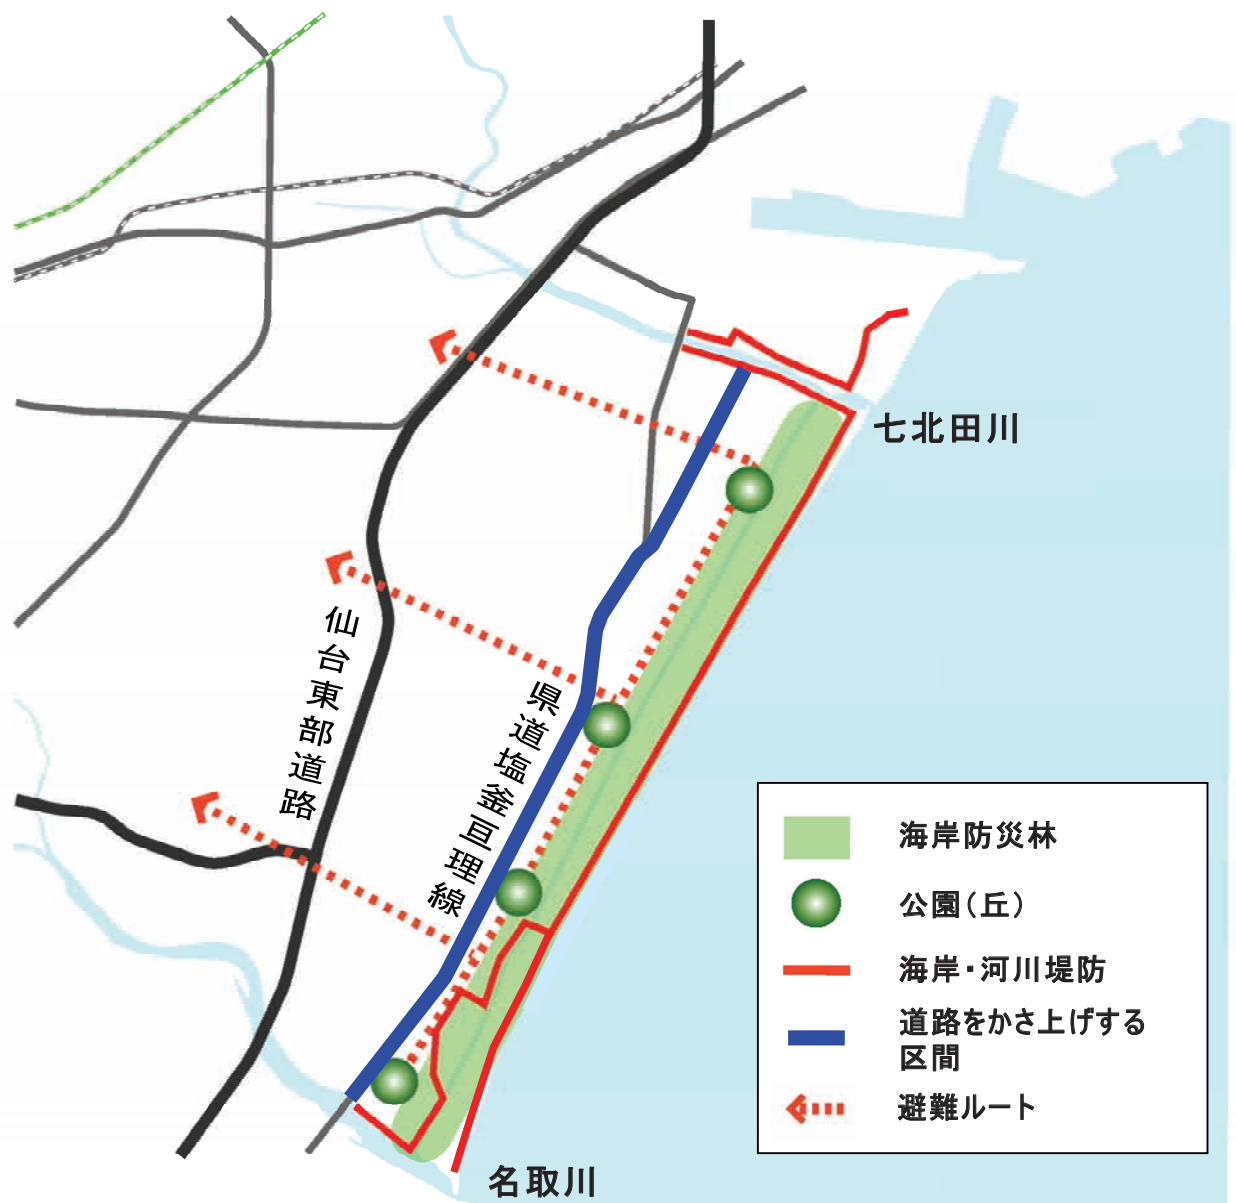 七北田川
仙台東部道路
県道塩釜亘理線
海岸防災林
公園(丘)
海岸・河川堤防
道路をかさ上げする
区間
避難ルート
名取川